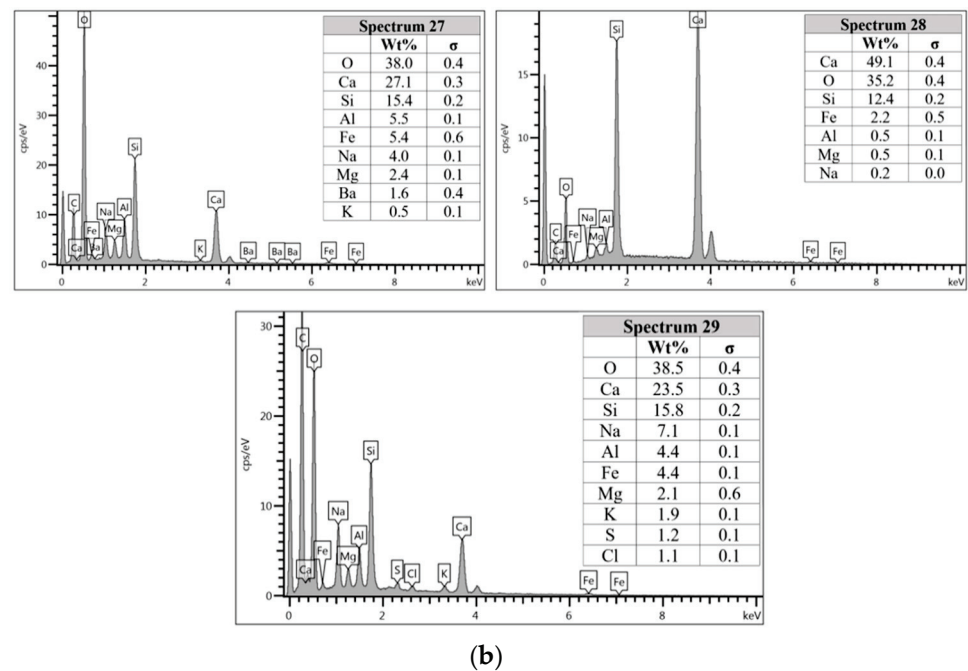 Spectrum 27
Wt% σ
O 38.0 0.4
Ca 27.1 0.3
Si 15.4 0.2
Al 5.5 0.1
Fe 5.4 0.6
Na 4.0 0.1
Mg 2.4 0.1
Ba 1.6 0.4
K 0.5 0.1
cps/eV
40
30
20
10
0
O
Si
C
Na
Al
Ca
Fe
Mg
Ca
Ba
K
Ba
Ba
Ba
Fe
Fe
0 2 4 6 8 keV
Spectrum 28
Wt% σ
Ca 49.1 0.4
O 35.2 0.4
Si 12.4 0.2
Fe 2.2 0.5
Al 0.5 0.1
Mg 0.5 0.1
Na 0.2 0.0
cps/eV
15
10
5
0
Si
Ca
O
Na
Al
C
Fe
Mg
Ca
Fe
Fe
0 2 4 6 8 keV
Spectrum 29
Wt% σ
O 38.5 0.4
Ca 23.5 0.3
Si 15.8 0.2
Na 7.1 0.1
Al 4.4 0.1
Fe 4.4 0.1
Mg 2.1 0.6
K 1.9 0.1
S 1.2 0.1
Cl 1.1 0.1
cps/eV
30
20
10
0
C
O
Si
Na
Ca
Al
Fe
Mg
Ca
S
Cl
K
Fe
Fe
0 2 4 6 8 keV
(b)